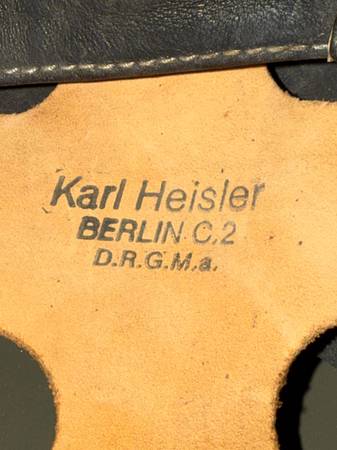 Karl Heisler
BERLIN C.2
D.R.G.M.a.